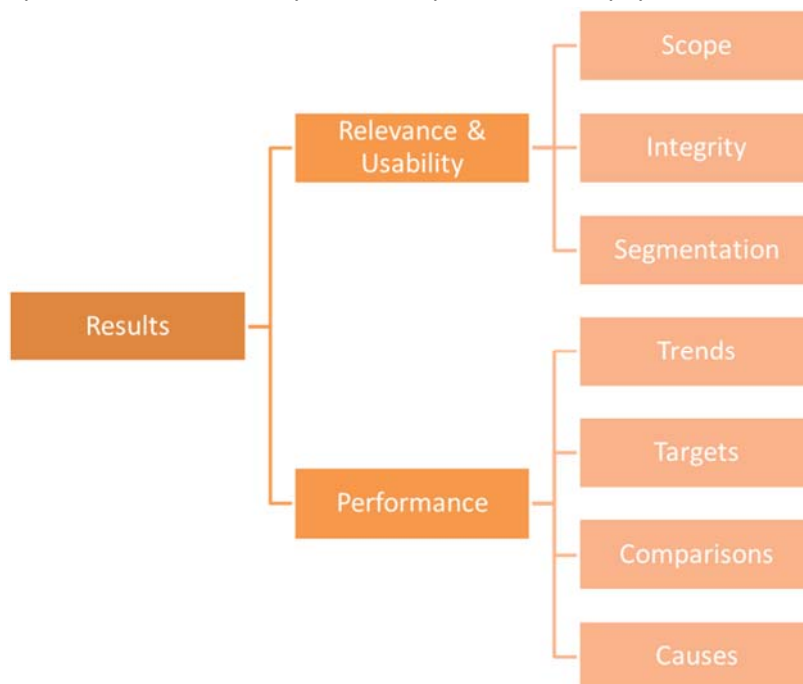 Results
Relevance &
Usability
Scope
Integrity
Segmentation
Performance
Trends
Targets
Comparisons
Causes